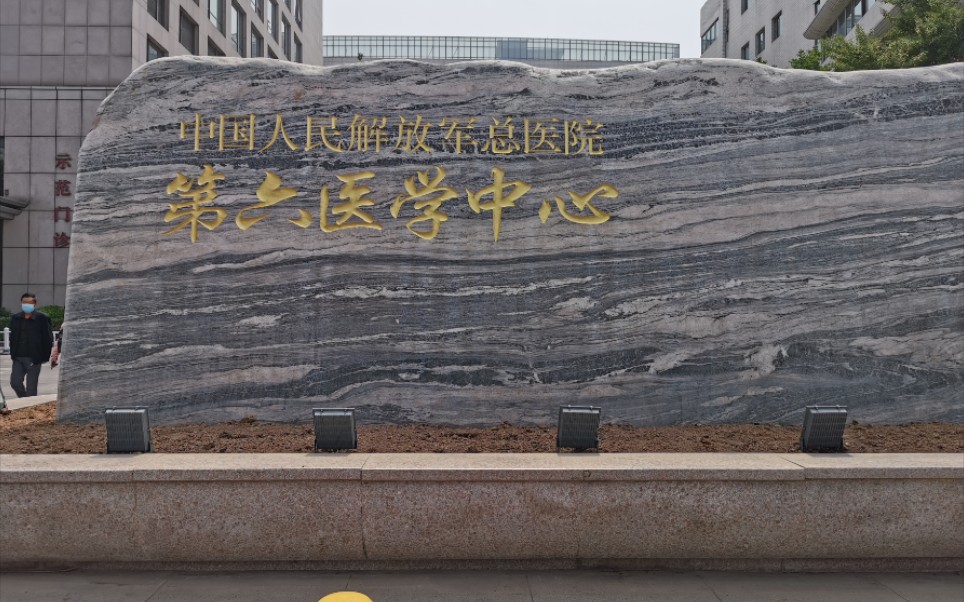 中国人民解放军总医院
第六医学中心
示范门诊